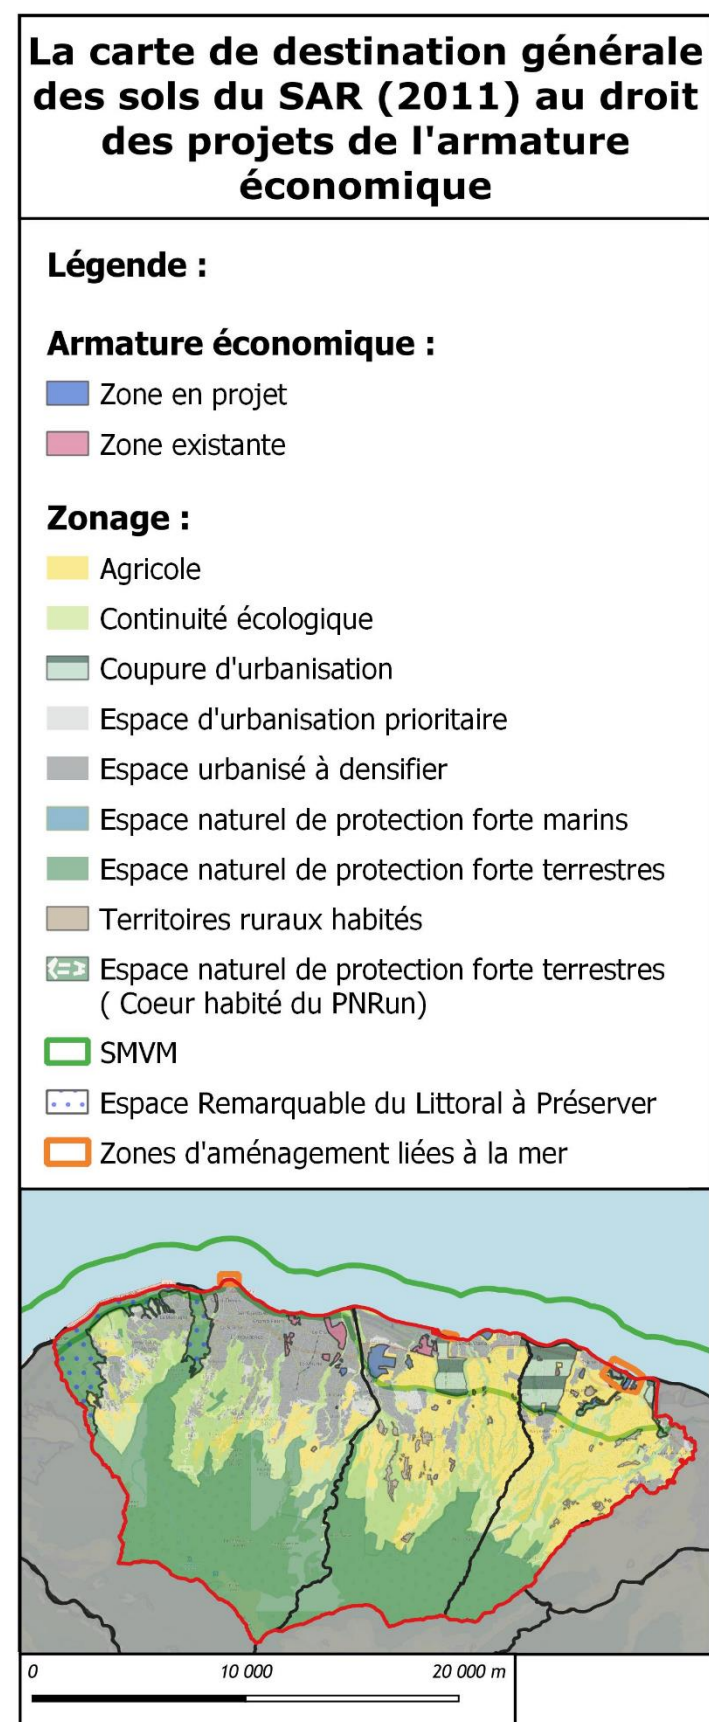 La carte de destination générale
des sols du SAR (2011) au droit
des projets de l'armature
économique
Légende :
Armature économique :
Zone en projet
Zone existante
Zonage :
Agricole
Continuité écologique
Coupure d'urbanisation
Espace d'urbanisation prioritaire
Espace urbanisé à densifier
Espace naturel de protection forte marins
Espace naturel de protection forte terrestres
Territoires ruraux habités
Espace naturel de protection forte terrestres
( Coeur habité du PNRun)
SMVM
Espace Remarquable du Littoral à Préserver
Zones d'aménagement liées à la mer
0 10 000 20 000 m